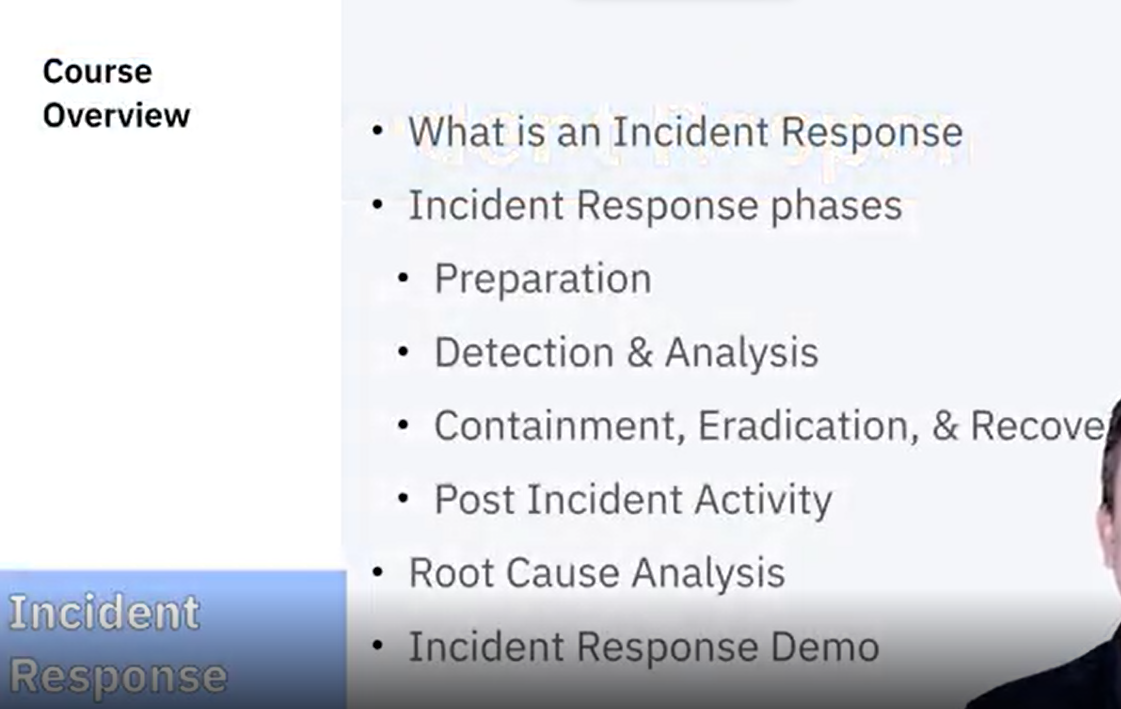 Course
Overview
• What is an Incident Response
• Incident Response phases
• Preparation
• Detection & Analysis
• Containment, Eradication, & Recove
• Post Incident Activity
• Root Cause Analysis
• Incident Response Demo
Incident
Response